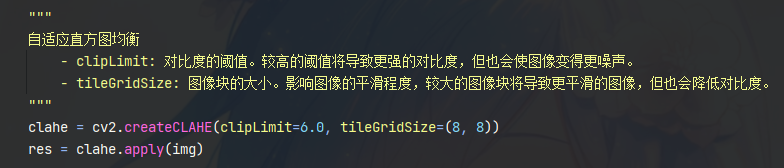 """
自适应直方图均衡
    - clipLimit: 对比度的阈值。较高的阈值将导致更强的对比度，但也会使图像变得更噪声。
    - tileGridSize: 图像块的大小。影响图像的平滑程度，较大的图像块将导致更平滑的图像，但也会降低对比度。
"""
clahe = cv2.createCLAHE(clipLimit=6.0, tileGridSize=(8, 8))
res = clahe.apply(img)